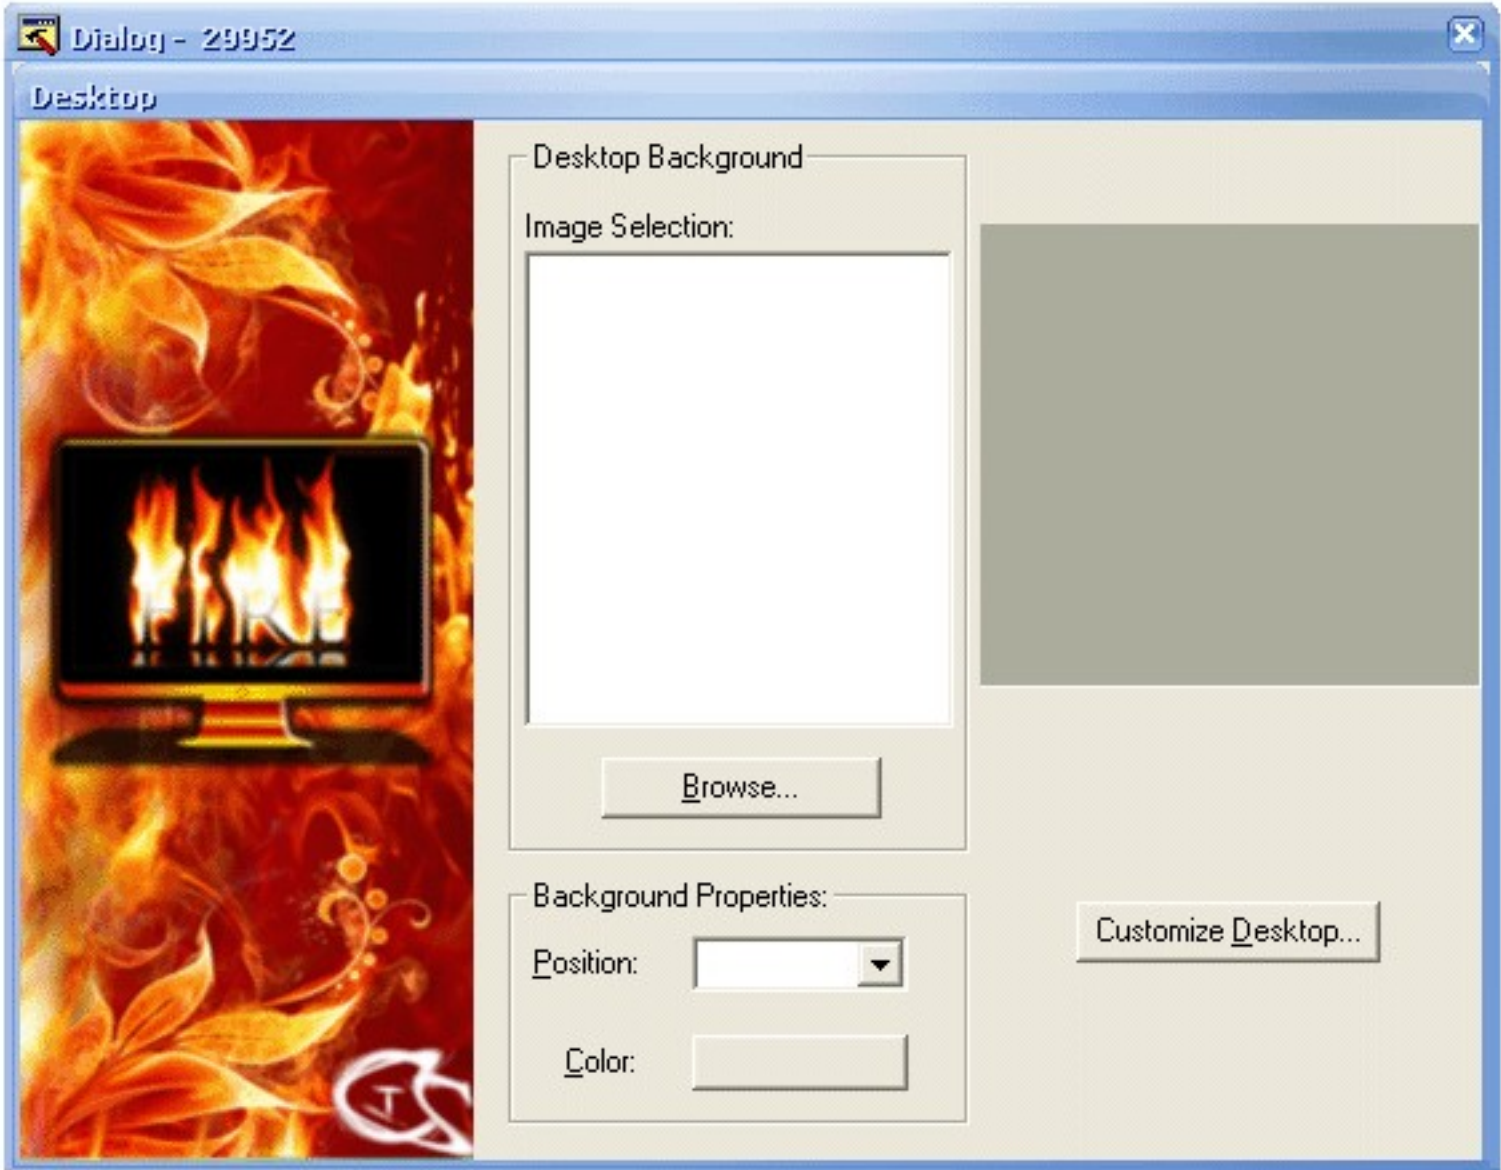 Dialog - 29952
Desktop
Desktop Background
Image Selection:
FIRE
Browse...
Background Properties:
Position:
Customize Desktop...
Color: